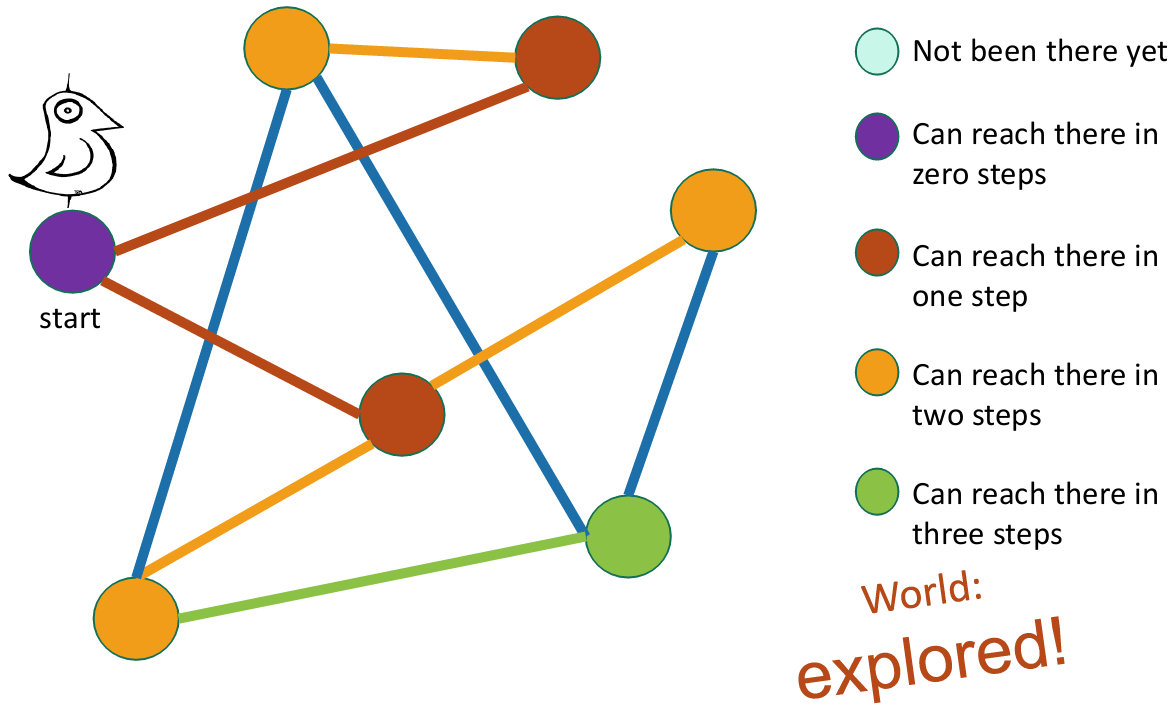 start
Not been there yet
Can reach there in
zero steps
Can reach there in
one step
Can reach there in
two steps
Can reach there in
three steps
World:
explored!